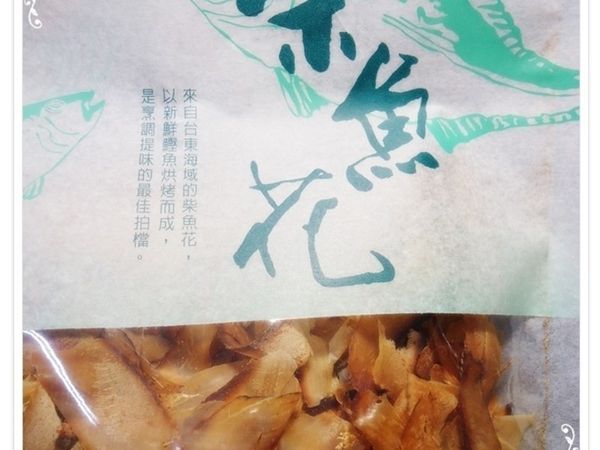 柴魚花
來自台東海域的柴魚花，
以新鮮鰹魚烘烤而成，
是烹調提味的最佳拍檔。